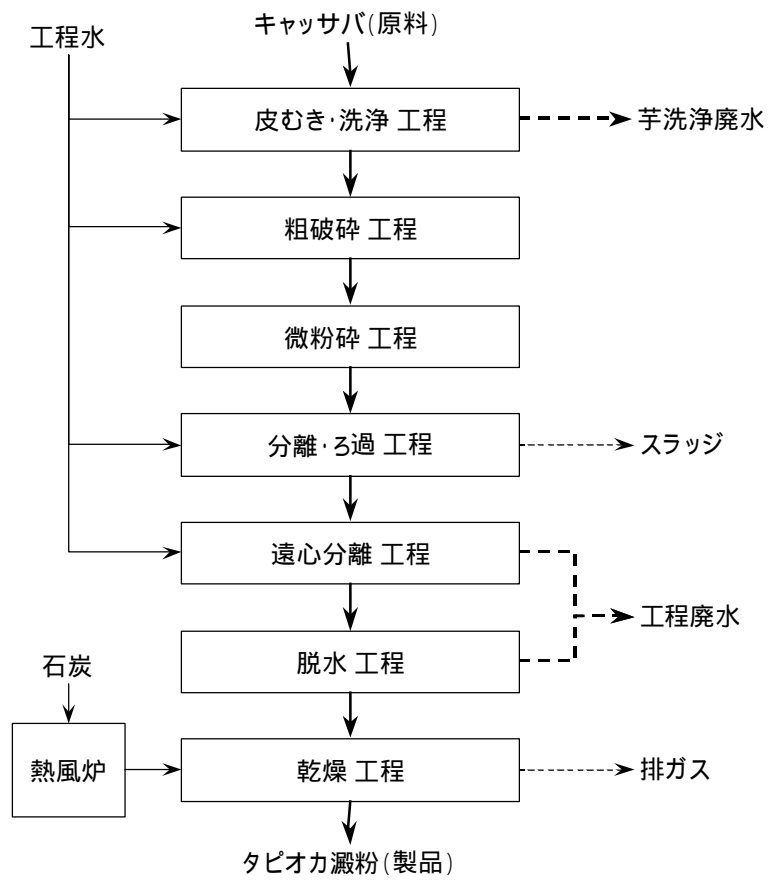 キャッサバ(原料)
工程水
皮むき・洗浄 工程
芋洗浄廃水
粗破砕 工程
微粉砕 工程
分離・ろ過 工程
スラッジ
遠心分離 工程
工程廃水
脱水 工程
石炭
熱風炉
乾燥 工程
排ガス
タピオカ澱粉(製品)